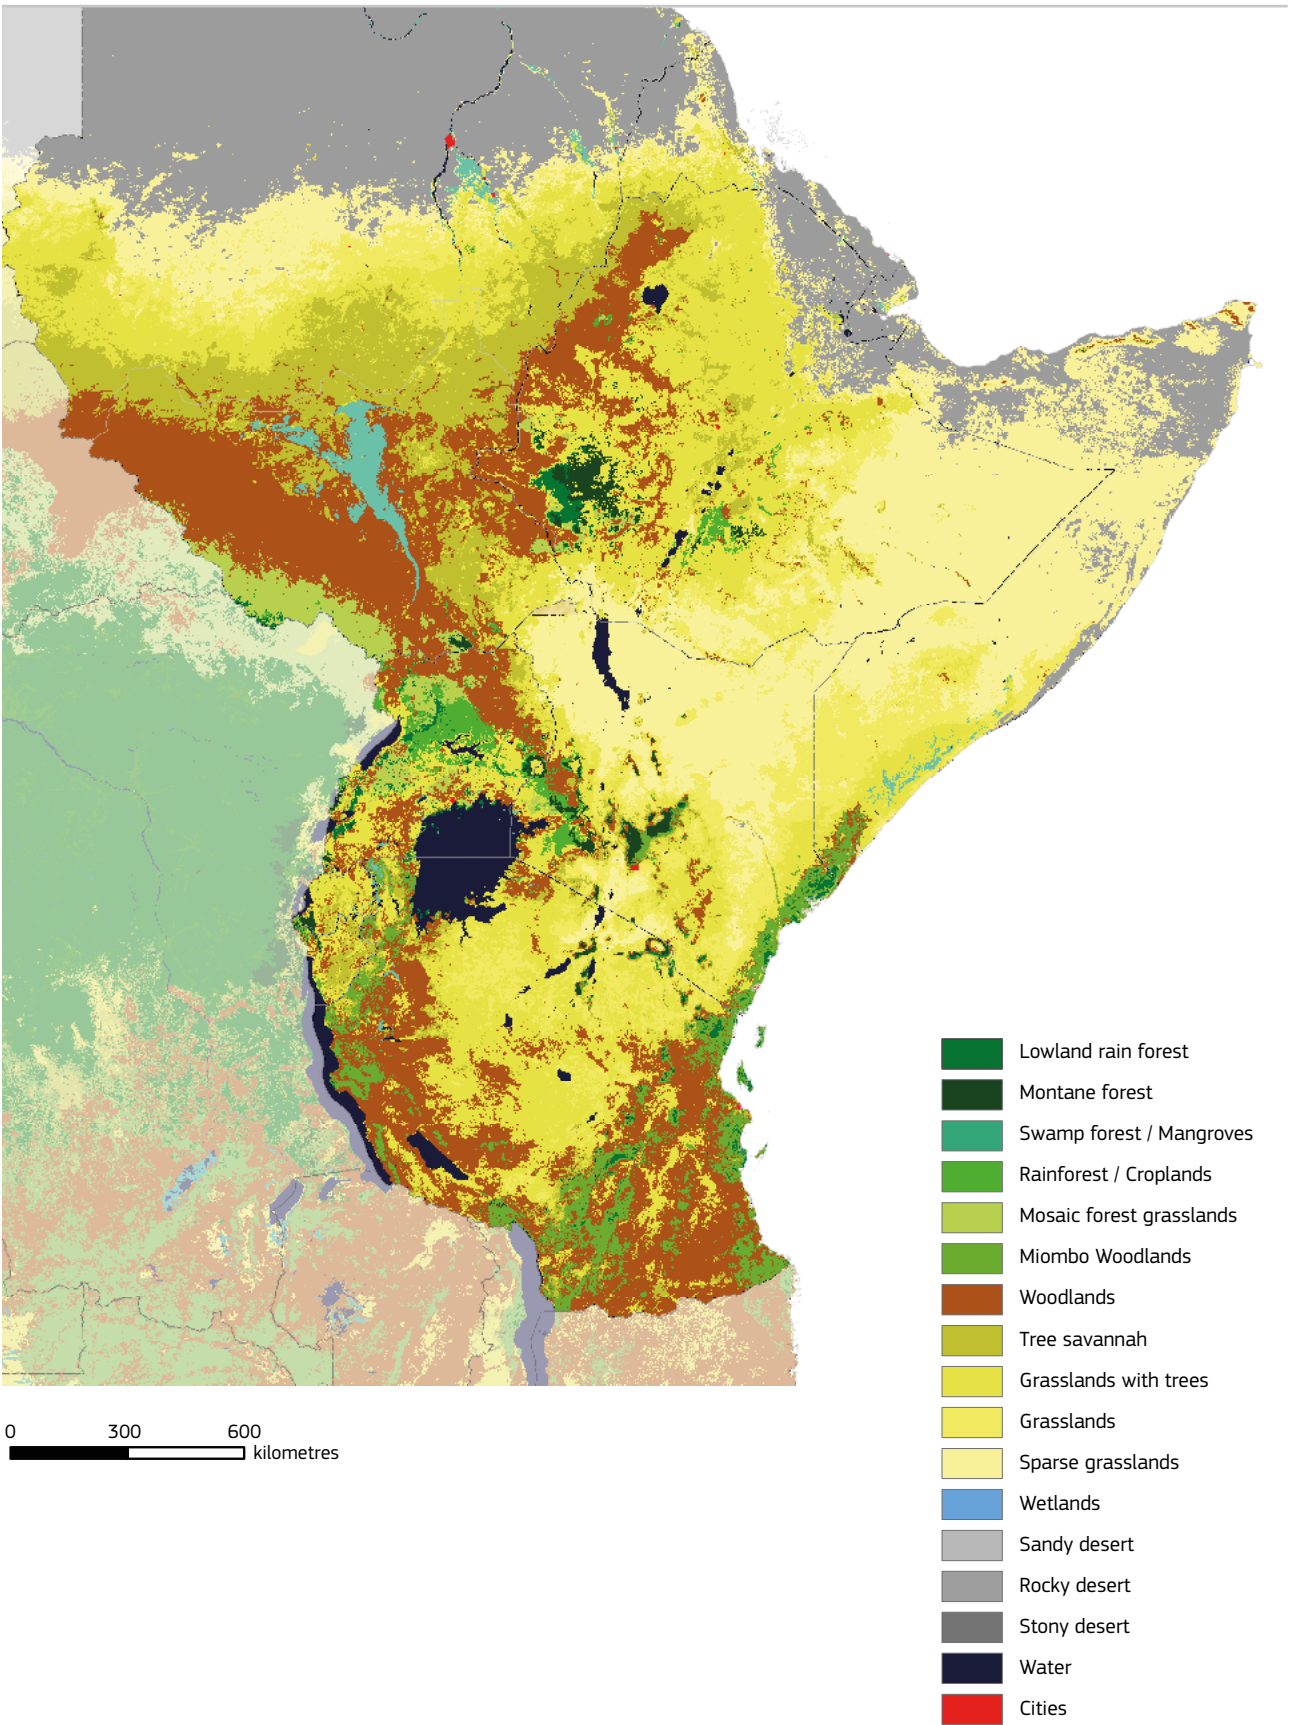 Lowland rain forest
Montane forest
Swamp forest / Mangroves
Rainforest / Croplands
Mosaic forest grasslands
Miombo Woodlands
Woodlands
Tree savannah
Grasslands with trees
Grasslands
Sparse grasslands
Wetlands
Sandy desert
Rocky desert
Stony desert
Water
Cities
0 300 600
kilometres